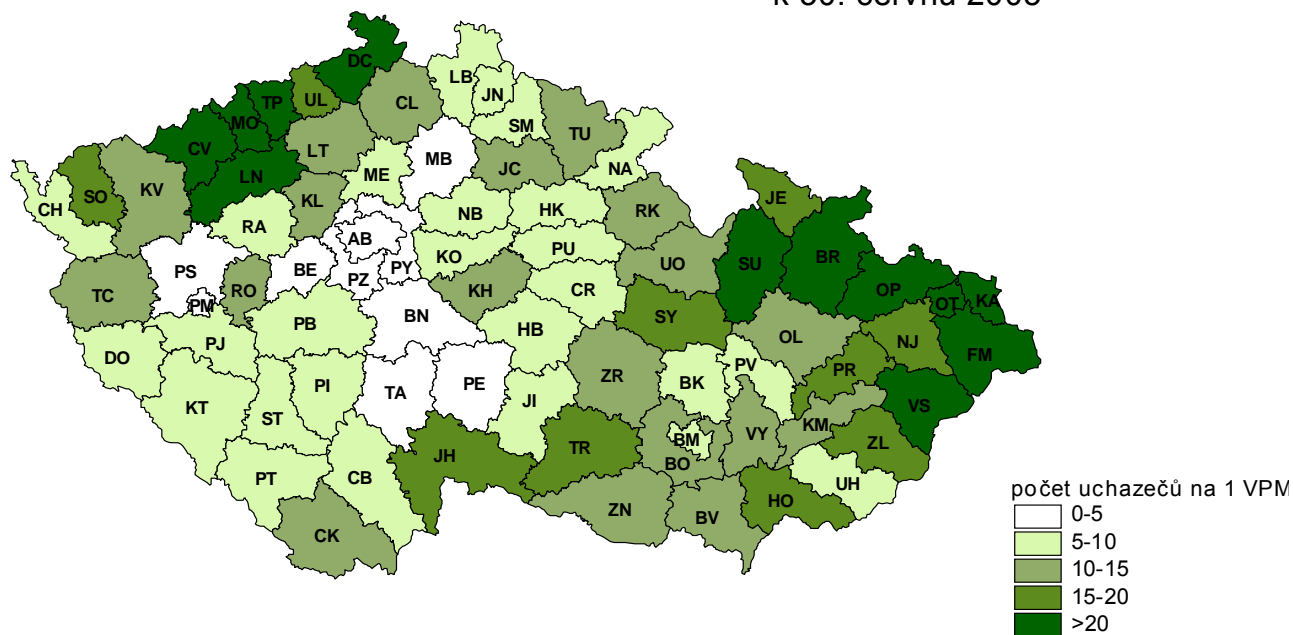 DC
LB
JN
TP
UL
CL
MO
SM
TU
CV
LT
MB
JC
NA
LN
ME
KV
SO
CH
KL
NB
HK
RK
JE
RA
AB
KO
PU
UO
SU
BR
PS
BE
PZ
PY
TC
RO
PM
KH
CR
OP
OT
KA
PB
BN
HB
SY
OL
NJ
FM
DO
PJ
PV
PR
KT
ST
PI
TA
PE
JI
ZR
BK
VS
JH
TR
BM
VY
KM
ZL
BO
PT
CB
UH
CK
ZN
BV
HO
počet uchazečů na 1 VPM
0-5
5-10
10-15
15-20
>20